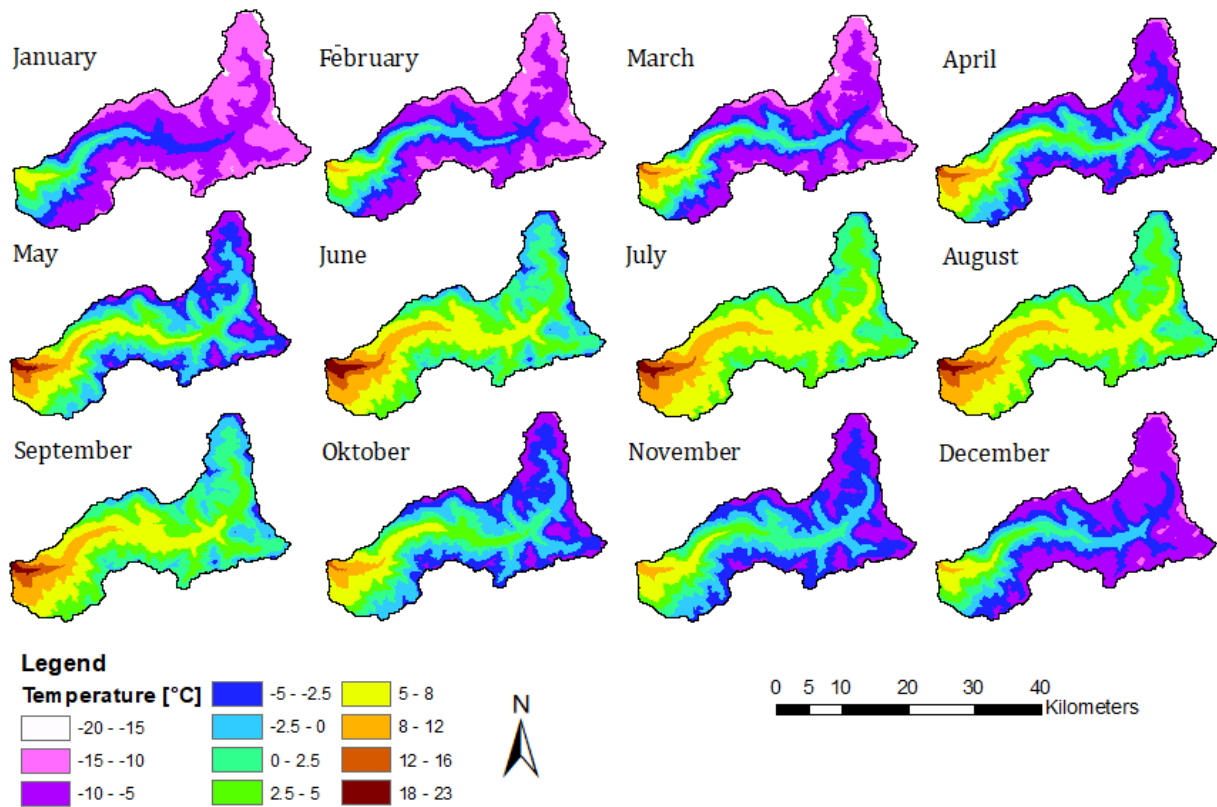 January
February
March
April
May
June
July
August
September
Oktober
November
December
Legend
Temperature [°C]
-20 - -15
-15 - -10
-10 - -5
-5 - -2.5
-2.5 - 0
0 - 2.5
2.5 - 5
5 - 8
8 - 12
12 - 16
18 - 23
N
0 5 10 20 30 40
Kilometers